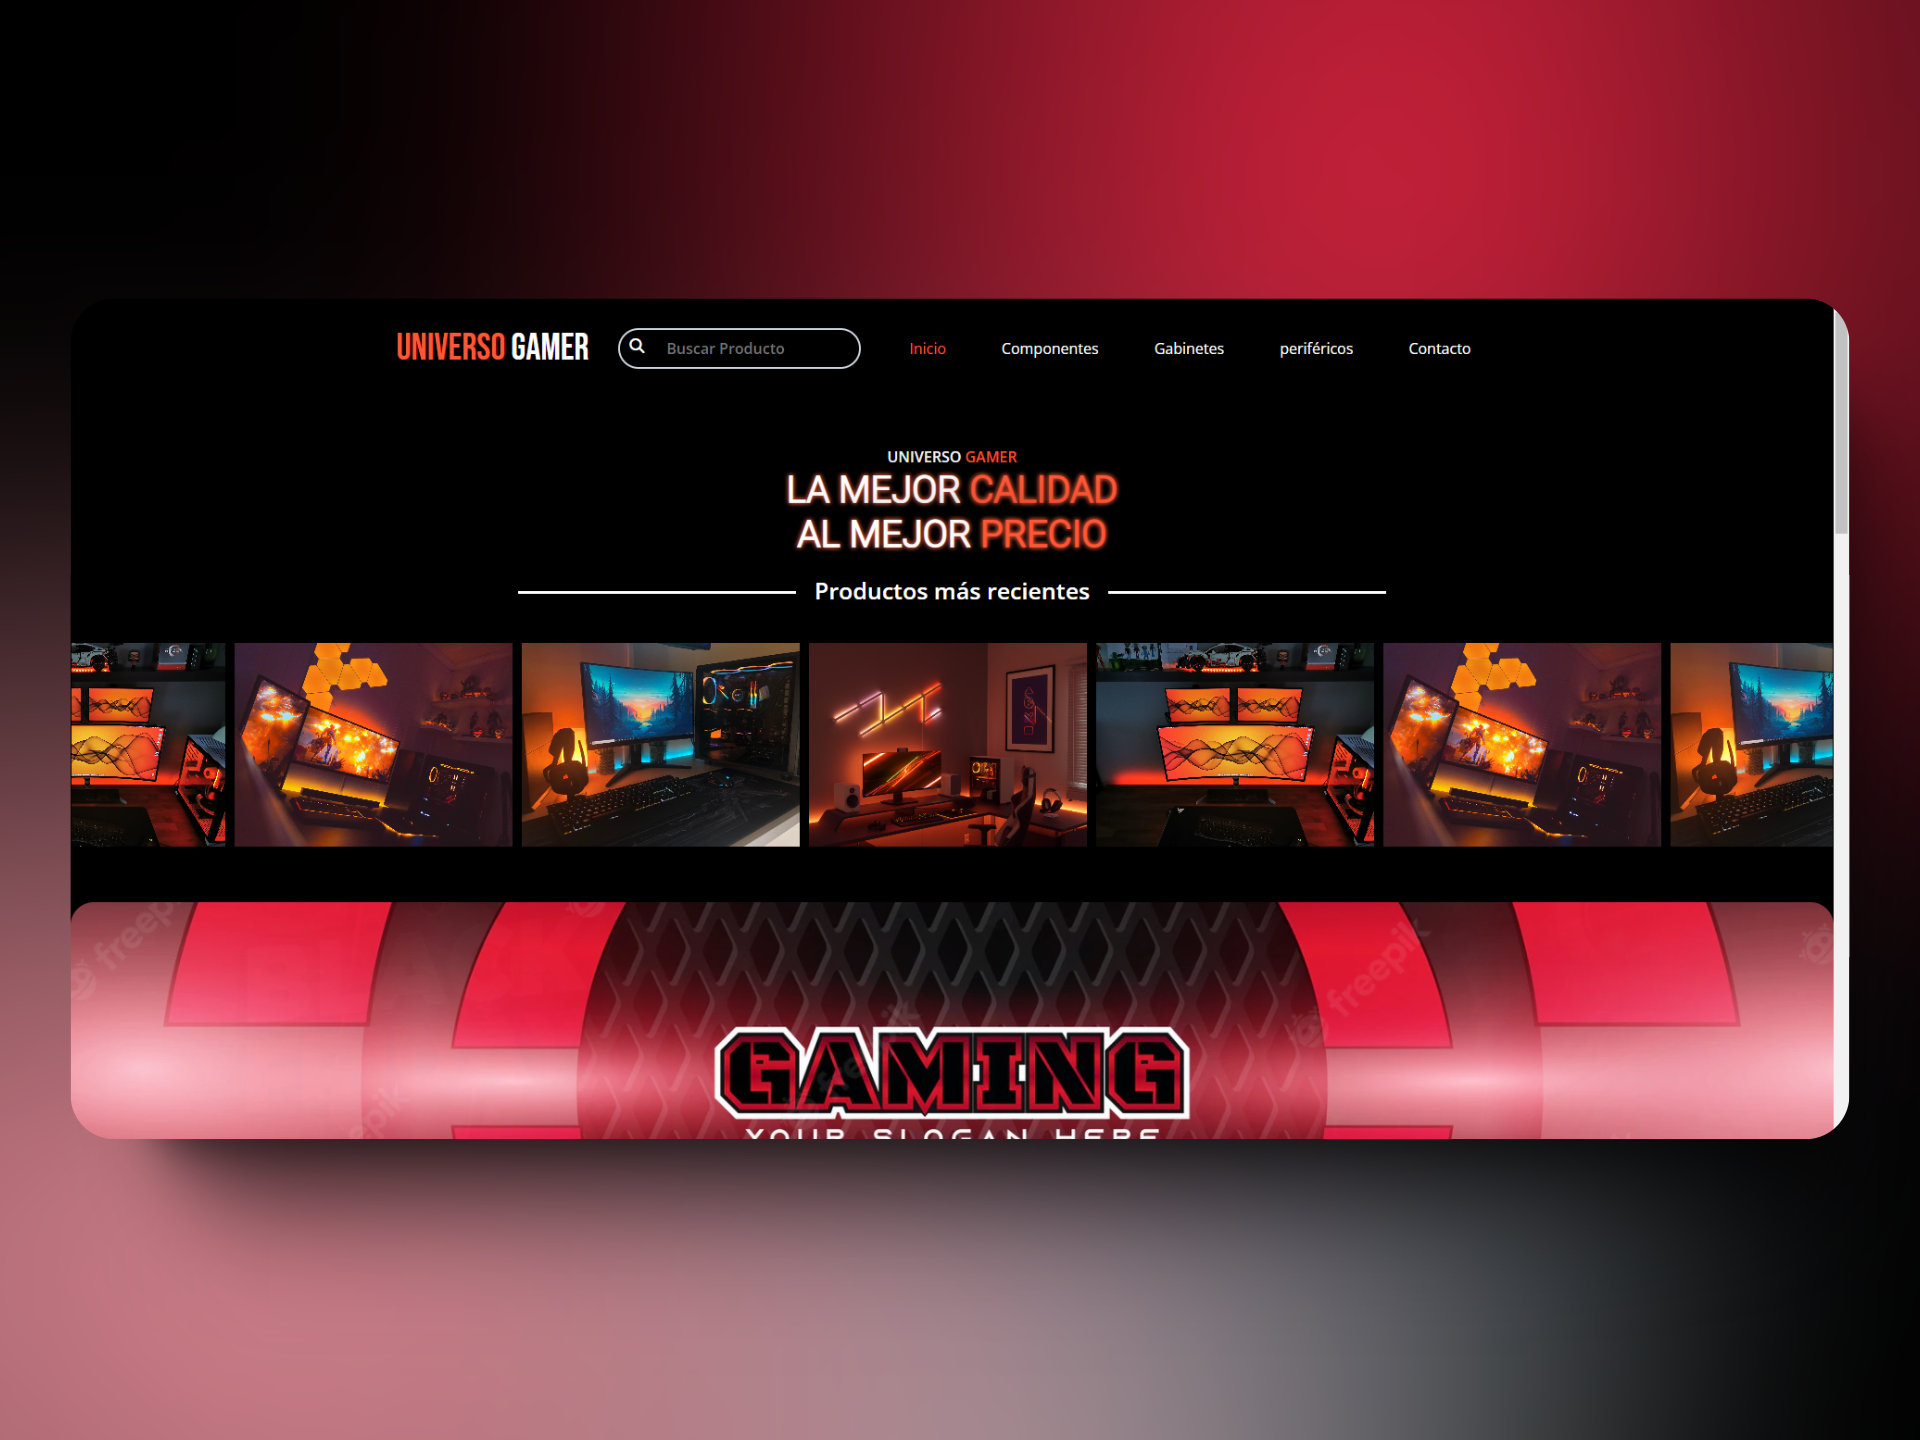 UNIVERSO GAMER
Buscar Producto
Inicio
Componentes
Gabinetes
periféricos
Contacto
UNIVERSO GAMER
LA MEJOR CALIDAD
AL MEJOR PRECIO
Productos más recientes
freepik
freepik
GAMING
YOUR SLOGAN HERE